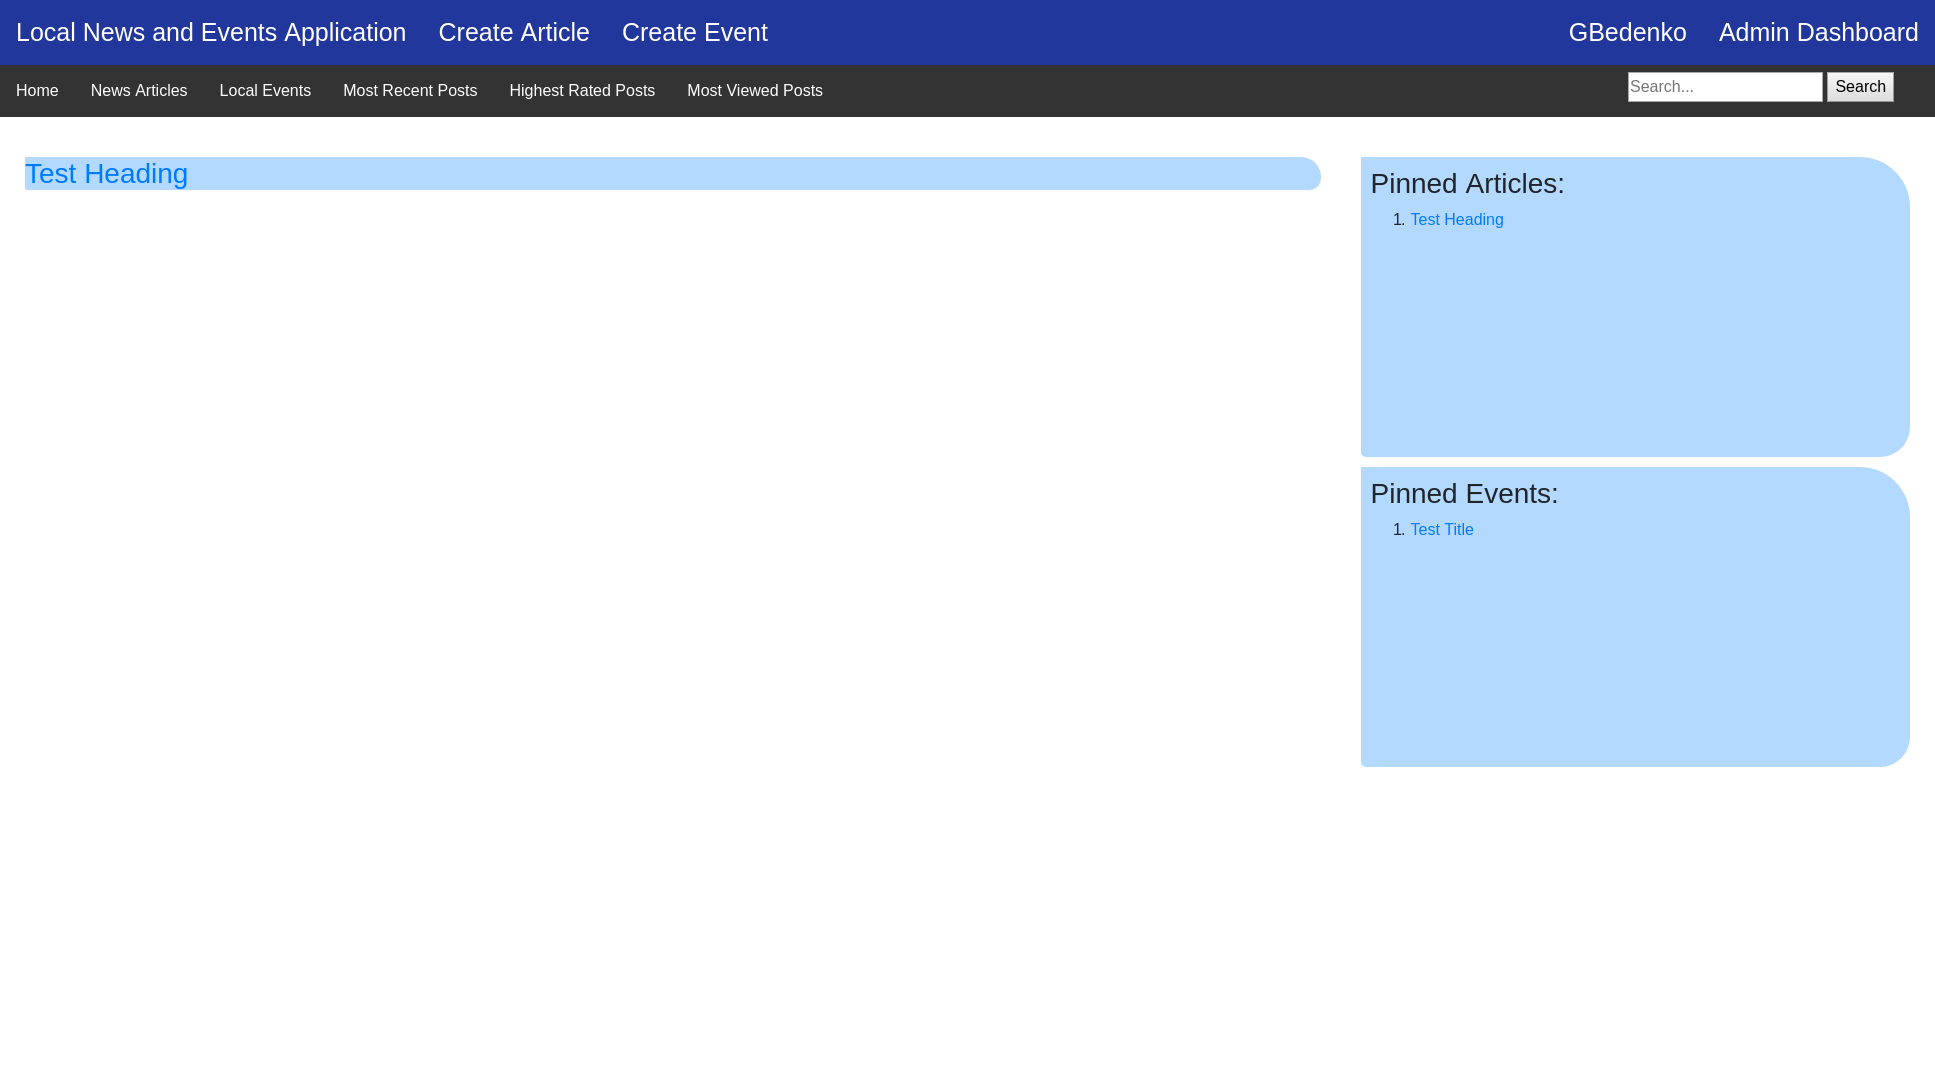 Local News and Events Application Create Article Create Event GBedenko Admin Dashboard
Home News Articles Local Events Most Recent Posts Highest Rated Posts Most Viewed Posts Search... Search
Test Heading
Pinned Articles:
1. Test Heading
Pinned Events:
1. Test Title